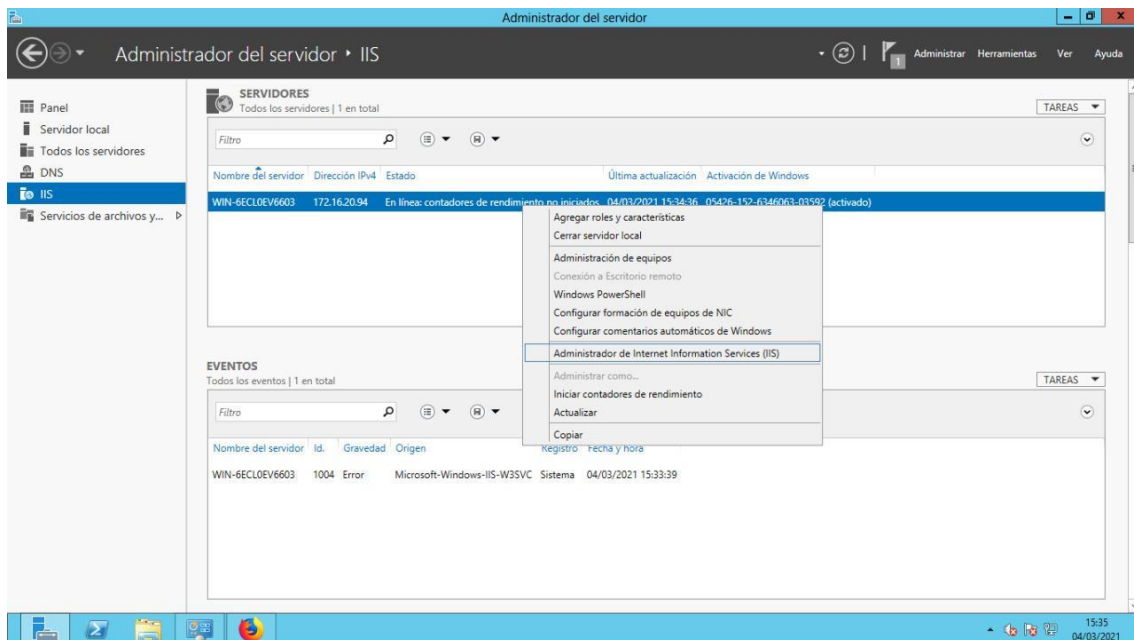 Administrador del servidor
Administrador del servidor ‣ IIS
1
Administrar Herramientas Ver Ayuda
Panel
Servidor local
Todos los servidores
DNS
IIS
Servicios de archivos y...
SERVIDORES
Todos los servidores | 1 en total
TAREAS
Filtro
Nombre del servidor Dirección IPv4 Estado Última actualización Activación de Windows
WIN-6ECL0EV6603 172.16.20.94 En línea: contadores de rendimiento no iniciados 04/03/2021 15:34:36 05426-152-6346063-03592 (activado)
Agregar roles y características
Cerrar servidor local
Administración de equipos
Conexión a Escritorio remoto
Windows PowerShell
Configurar formación de equipos de NIC
Configurar comentarios automáticos de Windows
Administrador de Internet Information Services (IIS)
Administrar como...
Iniciar contadores de rendimiento
Actualizar
Copiar
EVENTOS
Todos los eventos | 1 en total
TAREAS
Filtro
Nombre del servidor Id. Gravedad Origen Registro Fecha y hora
WIN-6ECL0EV6603 1004 Error Microsoft-Windows-IIS-W3SVC Sistema 04/03/2021 15:33:39
15:35
04/03/2021